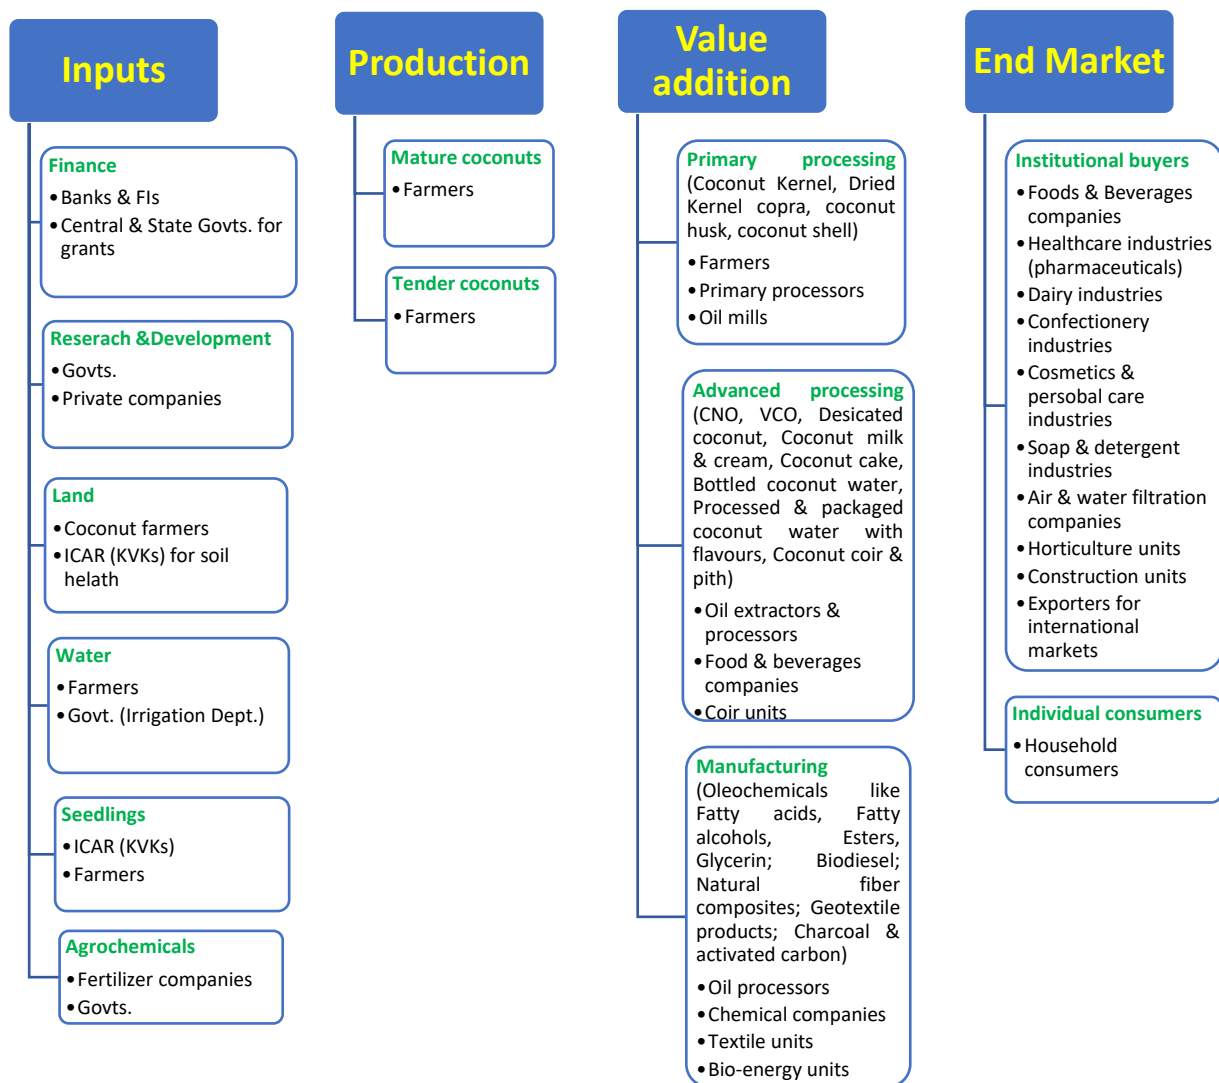 Inputs
Finance
•Banks & FIs
•Central & State Govts. for
grants
Reserach &Development
•Govts.
•Private companies
Land
•Coconut farmers
•ICAR (KVKs) for soil
helath
Water
•Farmers
•Govt. (Irrigation Dept.)
Seedlings
•ICAR (KVKs)
•Farmers
Agrochemicals
•Fertilizer companies
•Govts.
Production
Mature coconuts
•Farmers
Tender coconuts
•Farmers
Value
addition
Primary processing
(Coconut Kernel, Dried
Kernel copra, coconut
husk, coconut shell)
•Farmers
•Primary processors
•Oil mills
Advanced processing
(CNO, VCO, Desicated
coconut, Coconut milk
& cream, Coconut cake,
Bottled coconut water,
Processed & packaged
coconut water with
flavours, Coconut coir &
pith)
•Oil extractors &
processors
•Food & beverages
companies
•Coir units
Manufacturing
(Oleochemicals like
Fatty acids, Fatty
alcohols, Esters,
Glycerin; Biodiesel;
Natural fiber
composites; Geotextile
products; Charcoal &
activated carbon)
•Oil processors
•Chemical companies
•Textile units
•Bio-energy units
End Market
Institutional buyers
•Foods & Beverages
companies
•Healthcare industries
(pharmaceuticals)
•Dairy industries
•Confectionery
industries
•Cosmetics &
persobal care
industries
•Soap & detergent
industries
•Air & water filtration
companies
•Horticulture units
•Construction units
•Exporters for
international
markets
Individual consumers
•Household
consumers